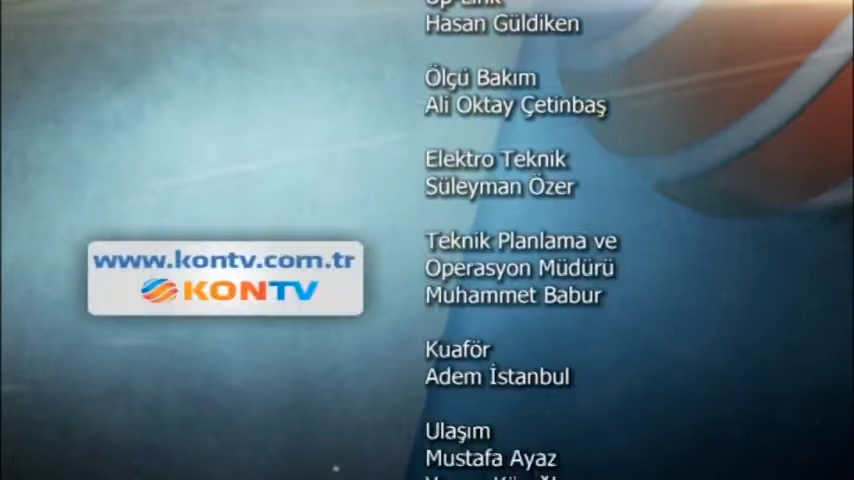 Hasan Güldiken
Ölçü Bakım
Ali Oktay Çetinbaş
Elektro Teknik
Süleyman Özer
Teknik Planlama ve
Operasyon Müdürü
Muhammet Babur
Kuaför
Adem İstanbul
Ulaşım
Mustafa Ayaz
www.kontv.com.tr
KONTV